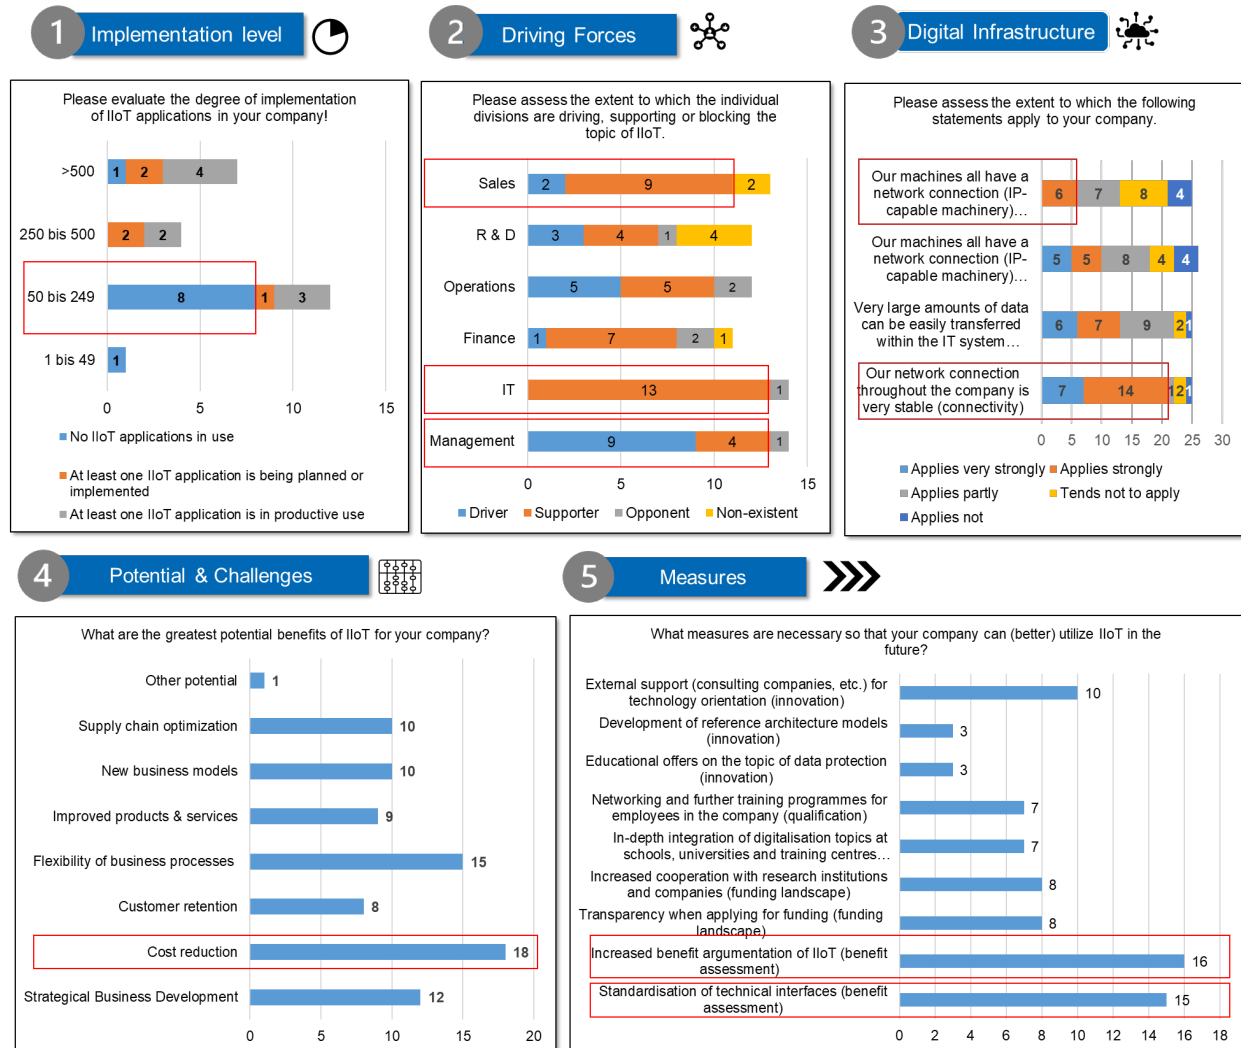 1 Implementation level
2 Driving Forces
3 Digital Infrastructure
Please evaluate the degree of implementation
of IIoT applications in your company!
>500
1 2 4
250 bis 500
2 2
50 bis 249
8 1 3
1 bis 49
1
0 5 10 15
No IIoT applications in use
At least one IIoT application is being planned or
implemented
At least one IIoT application is in productive use
Please assess the extent to which the individual
divisions are driving, supporting or blocking the
topic of IIoT.
Sales
2 9 2
R & D
3 4 1 4
Operations
5 5 2
Finance
1 7 2 1
IT
13 1
Management
9 4 1
0 5 10 15
Driver Supporter Opponent Non-existent
Please assess the extent to which the following
statements apply to your company.
Our machines all have a
network connection (IP-
capable machinery)…
6 7 8 4
Our machines all have a
network connection (IP-
capable machinery)…
5 5 8 4 4
Very large amounts of data
can be easily transferred
within the IT system…
6 7 9 2 1
Our network connection
throughout the company is
very stable (connectivity)
7 14 1 2 1
0 5 10 15 20 25 30
Applies very strongly Applies strongly
Applies partly Tends not to apply
Applies not
4 Potential & Challenges
5 Measures
What are the greatest potential benefits of IIoT for your company?
Other potential
1
Supply chain optimization
10
New business models
10
Improved products & services
9
Flexibility of business processes
15
Customer retention
8
Cost reduction
18
Strategical Business Development
12
0 5 10 15 20
What measures are necessary so that your company can (better) utilize IIoT in the
future?
External support (consulting companies, etc.) for
technology orientation (innovation)
10
Development of reference architecture models
(innovation)
3
Educational offers on the topic of data protection
(innovation)
3
Networking and further training programmes for
employees in the company (qualification)
7
In-depth integration of digitalisation topics at
schools, universities and training centres…
7
Increased cooperation with research institutions
and companies (funding landscape)
8
Transparency when applying for funding (funding
landscape)
8
Increased benefit argumentation of IIoT (benefit
assessment)
16
Standardisation of technical interfaces (benefit
assessment)
15
0 2 4 6 8 10 12 14 16 18